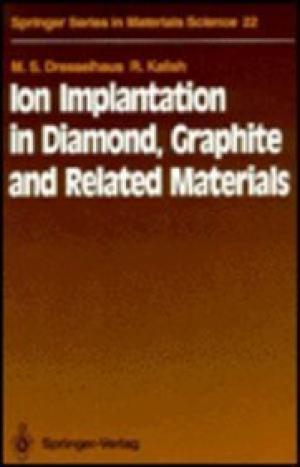 Springer Series in Materials Science 22
M. S. Dresselhaus R. Kalish
Ion Implantation
in Diamond, Graphite
and Related Materials
Springer-Verlag